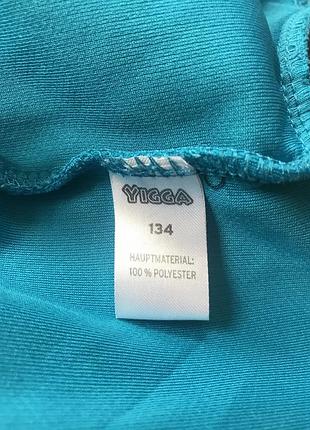 YIGGA
134
HAUPTMATERIAL:
100 % POLYESTER